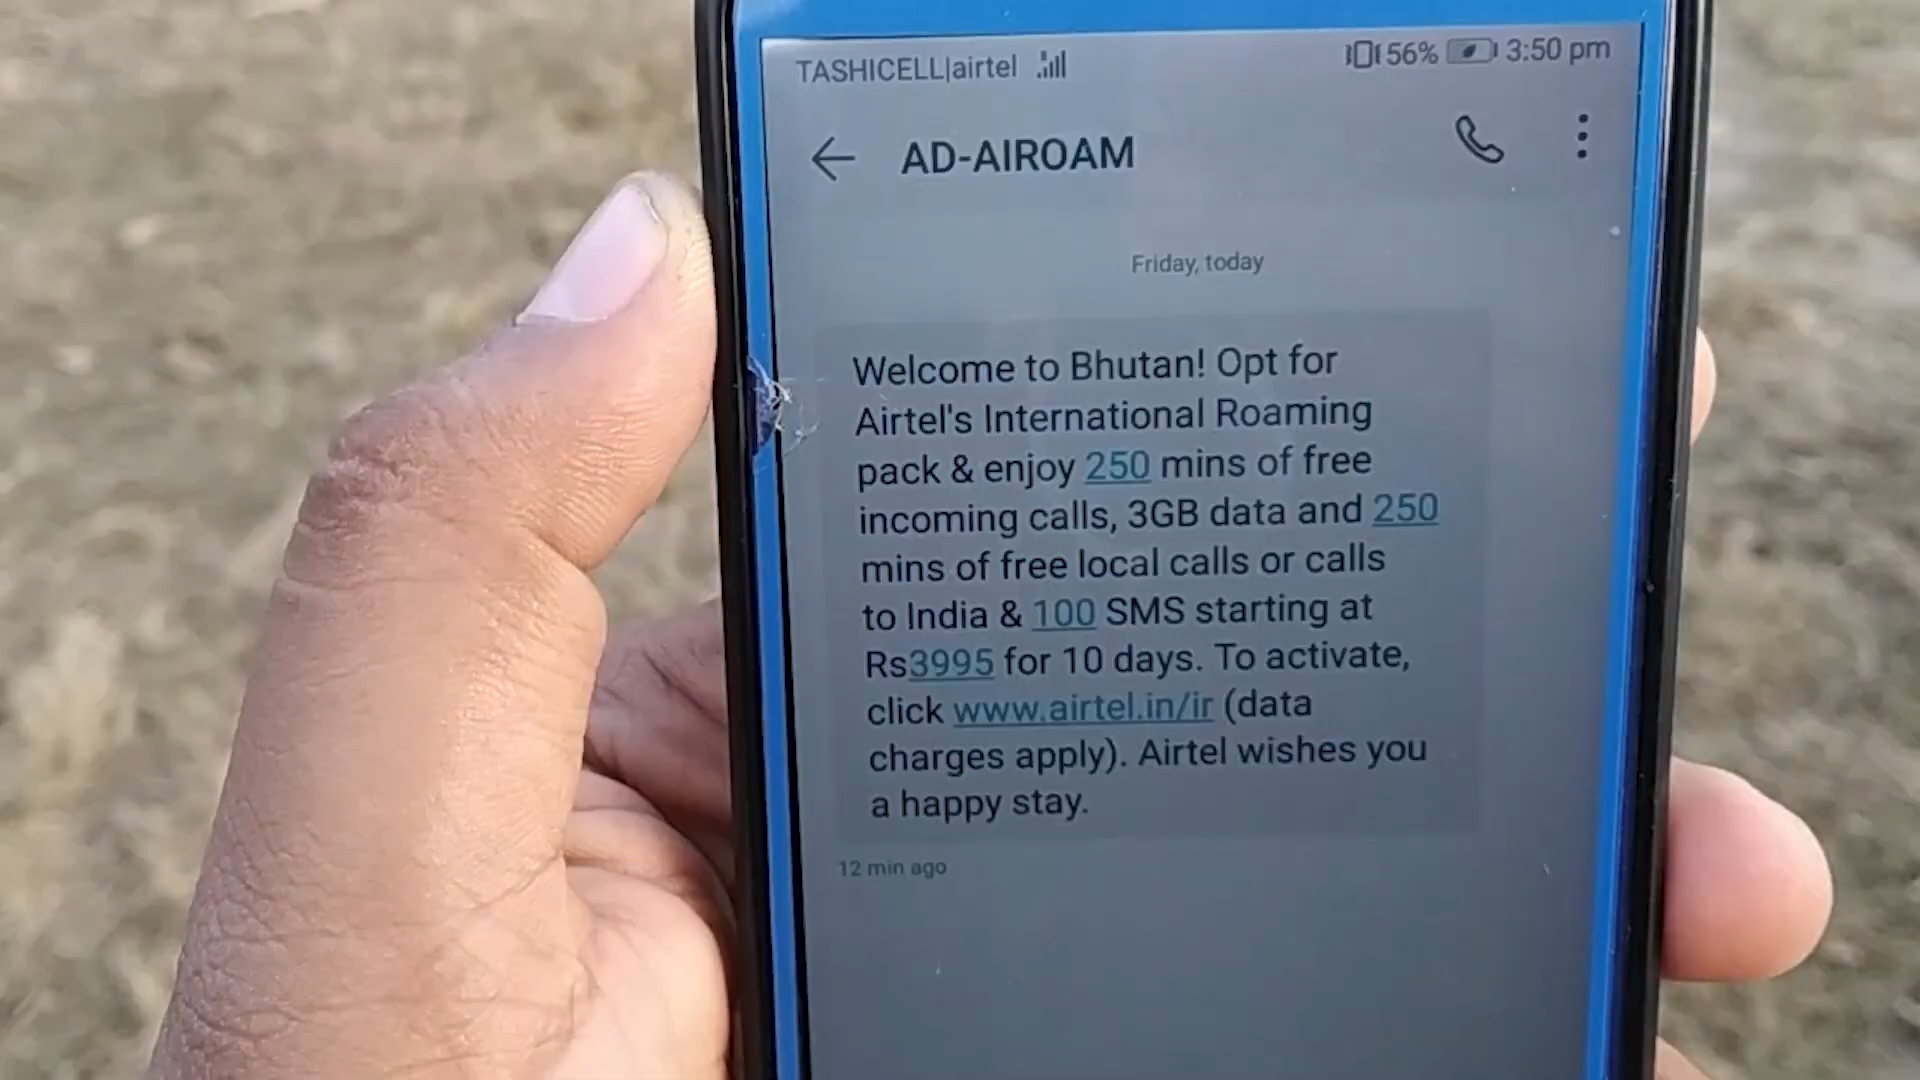 TASHICELL|airtel
56% 3:50 pm
AD-AIROAM
Friday, today
Welcome to Bhutan! Opt for
Airtel's International Roaming
pack & enjoy 250 mins of free
incoming calls, 3GB data and 250
mins of free local calls or calls
to India & 100 SMS starting at
Rs3995 for 10 days. To activate,
click www.airtel.in/ir (data
charges apply). Airtel wishes you
a happy stay.
12 min ago